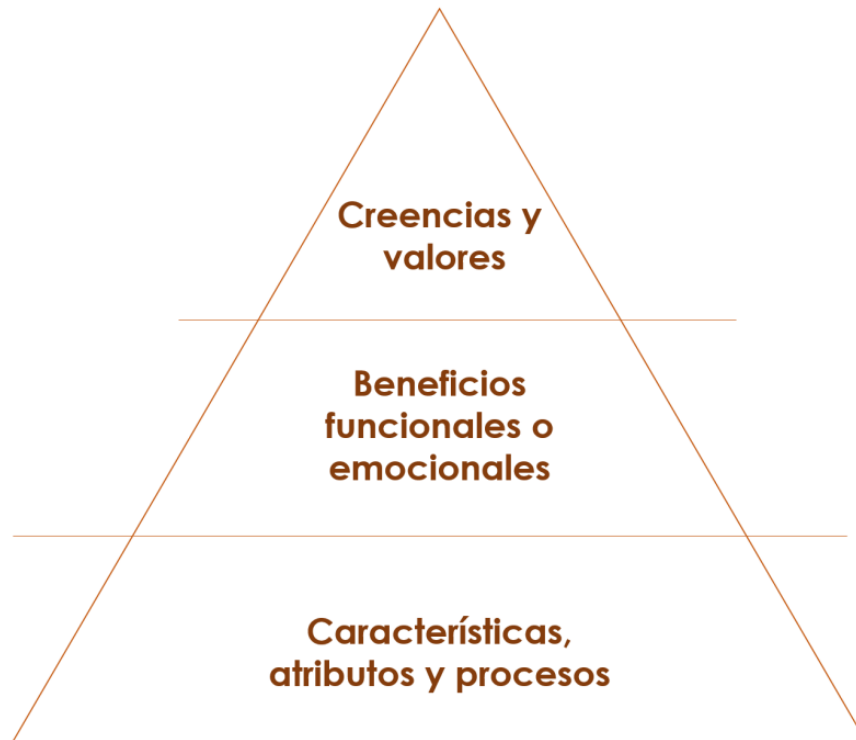 Creencias y
valores
Beneficios
funcionales o
emocionales
Características,
atributos y procesos